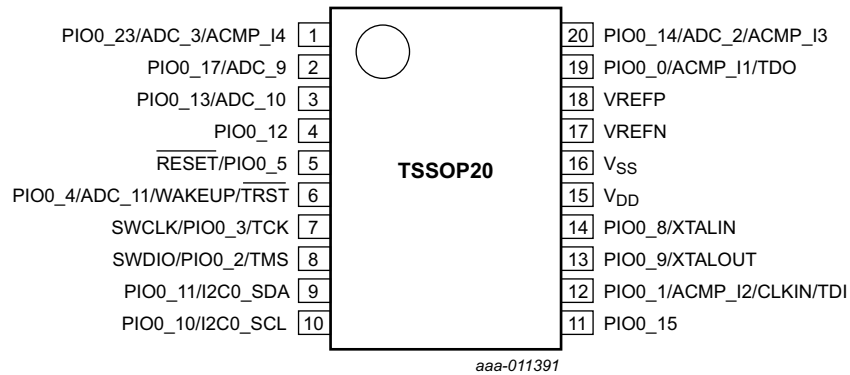 PIO0_23/ADC_3/ACMP_I4 1
PIO0_17/ADC_9 2
PIO0_13/ADC_10 3
PIO0_12 4
RESET/PIO0_5 5
PIO0_4/ADC_11/WAKEUP/TRST 6
SWCLK/PIO0_3/TCK 7
SWDIO/PIO0_2/TMS 8
PIO0_11/I2C0_SDA 9
PIO0_10/I2C0_SCL 10
TSSOP20
20 PIO0_14/ADC_2/ACMP_I3
19 PIO0_0/ACMP_I1/TDO
18 VREFP
17 VREFN
16 VSS
15 VDD
14 PIO0_8/XTALIN
13 PIO0_9/XTALOUT
12 PIO0_1/ACMP_I2/CLKIN/TDI
11 PIO0_15
aaa-011391